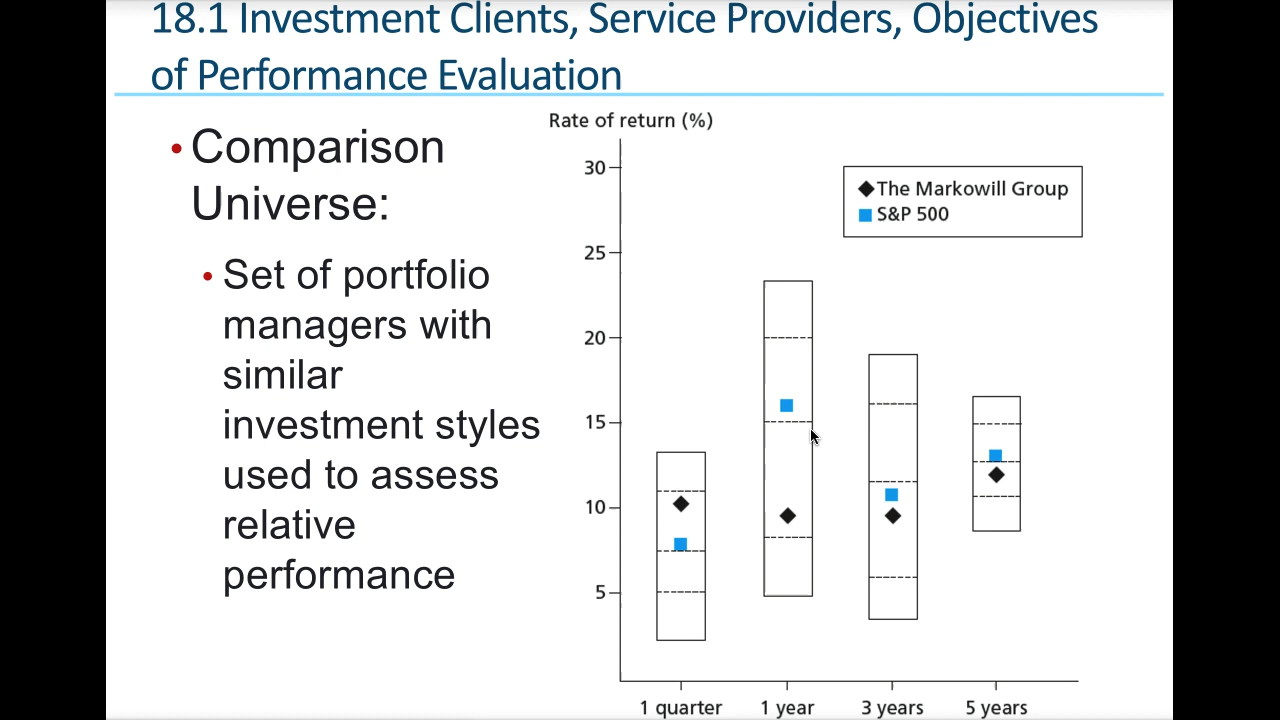 18.1 Investment Clients, Service Providers, Objectives
of Performance Evaluation
• Comparison
Universe:
• Set of portfolio
managers with
similar
investment styles
used to assess
relative
performance
Rate of return (%)
30
25
20
15
10
5
The Markowill Group
S&P 500
1 quarter
1 year
3 years
5 years